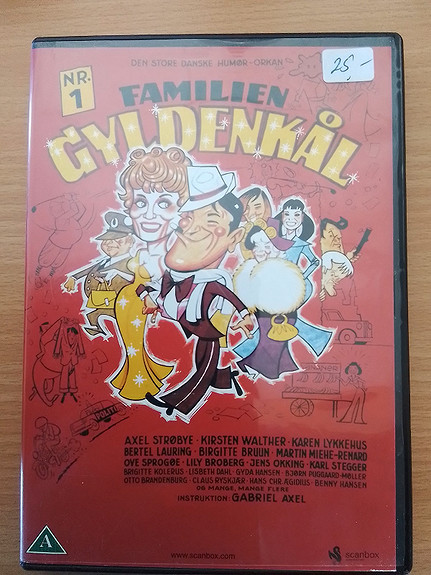 DEN STORE DANSKE HUMØR-ORKAN
25,-
NR.
1
FAMILIEN
GYLDENKÅL
POLITI
AXEL STRØBYE · KIRSTEN WALTHER · KAREN LYKKEHUS
BERTEL LAURING · BIRGITTE BRUUN · MARTIN MIEHE-RENARD
OVE SPROGØE · LILY BROBERG · JENS OKKING · KARL STEGGER
BRIGITTE KOLERUS · LISBETH DAHL · GYDA HANSEN · BJØRN PUGGAARD-MØLLER
OTTO BRANDENBURG · CLAUS RYSKJÆR · HANS CHR. ÆGIDIUS · BENNY HANSEN
OG MANGE, MANGE FLERE
INSTRUKTION: GABRIEL AXEL
A
www.scanbox.com
scanbox